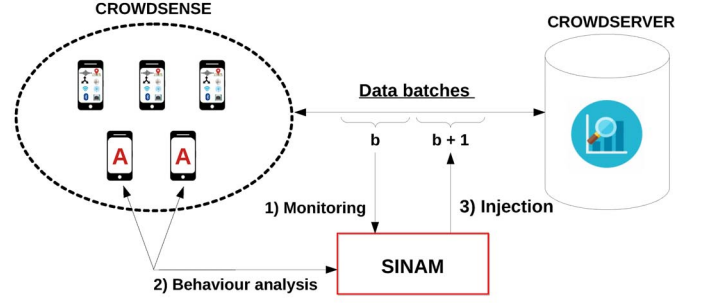 CROWDSENSE
CROWDSERVER
Data batches
b
b + 1
A
A
1) Monitoring
3) Injection
SINAM
2) Behaviour analysis